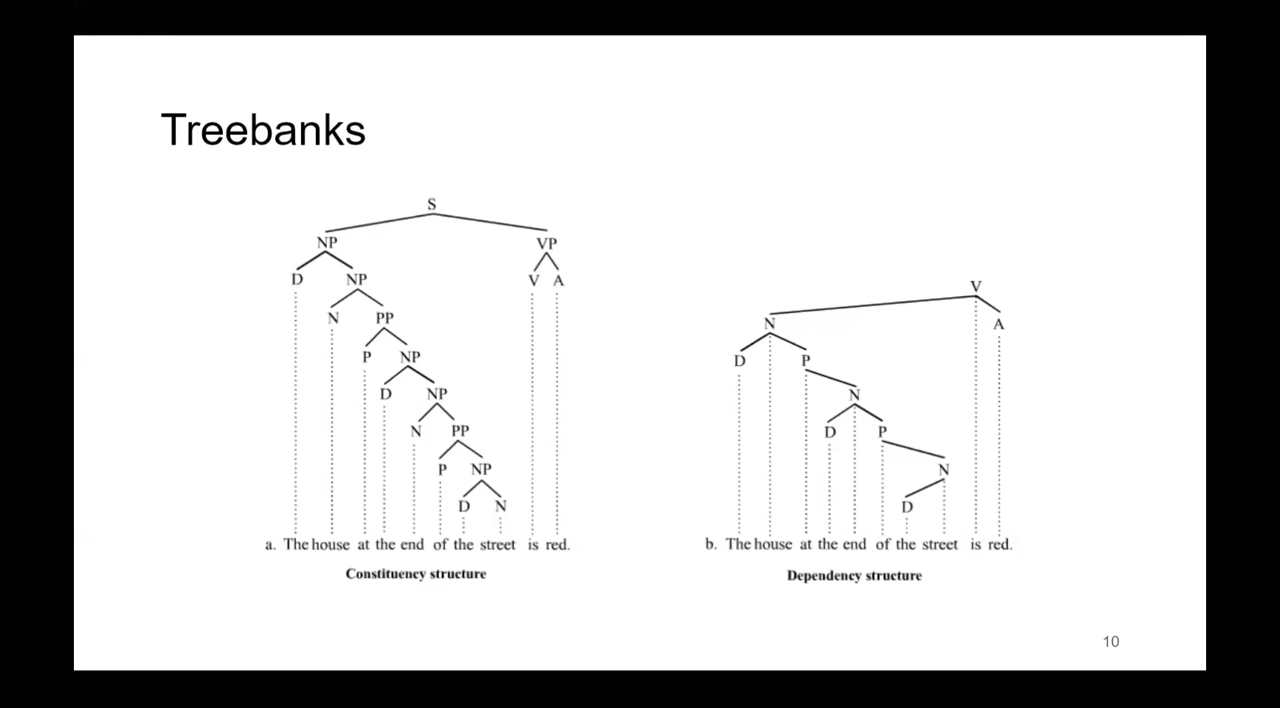 Treebanks
S
NP VP
D NP V A
N PP
P NP
D NP
N PP
P NP
D N
a. The house at the end of the street is red.
Constituency structure
V
N A
D P
N
D P
N
D
b. The house at the end of the street is red.
Dependency structure
10